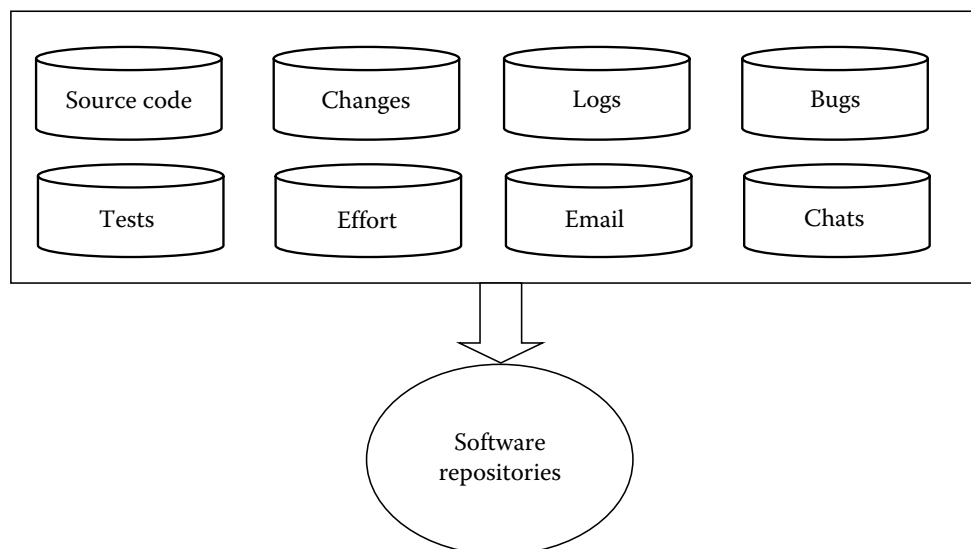 Source code
Changes
Logs
Bugs
Tests
Effort
Email
Chats
Software
repositories